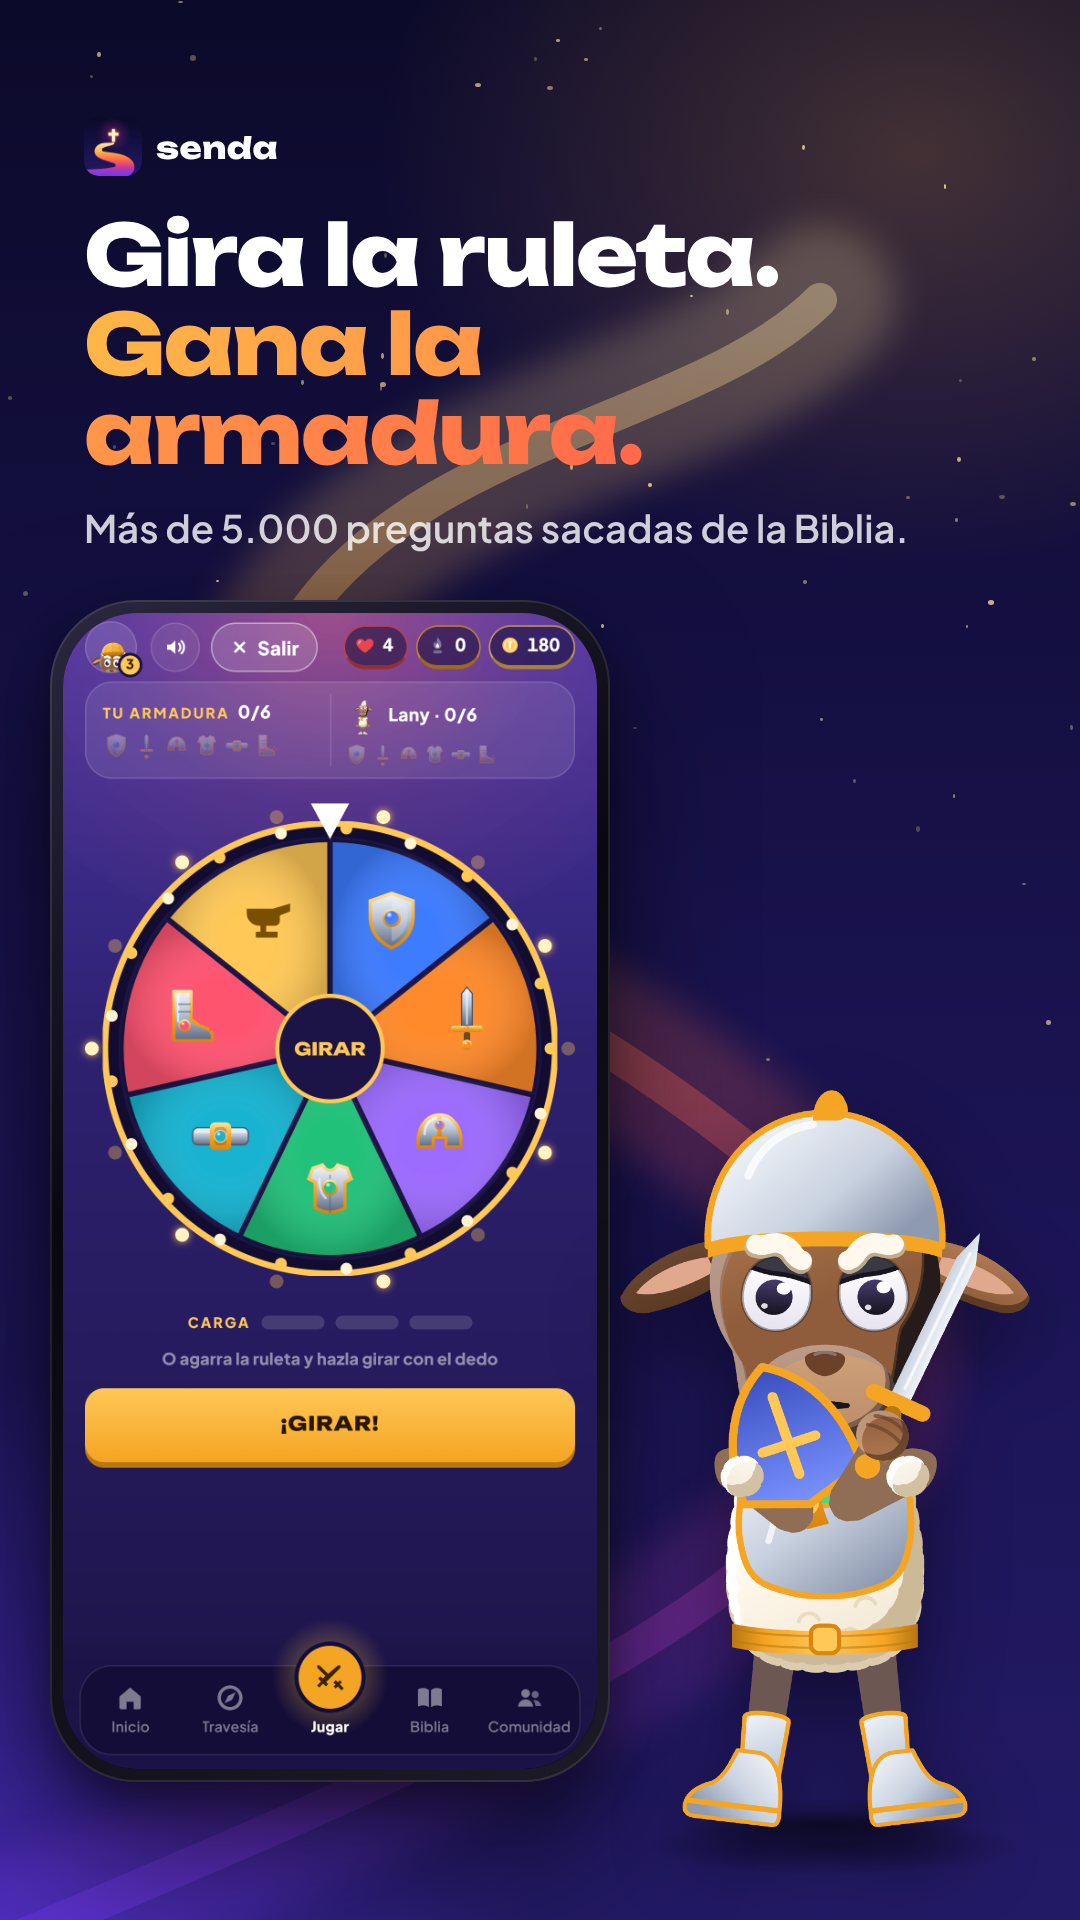 senda
Gira la ruleta.
Gana la
armadura.
Más de 5.000 preguntas sacadas de la Biblia.
3
Salir
4
0
180
TU ARMADURA 0/6
Lany · 0/6
GIRAR
CARGA
O agarra la ruleta y hazla girar con el dedo
¡GIRAR!
Inicio
Travesía
Jugar
Biblia
Comunidad